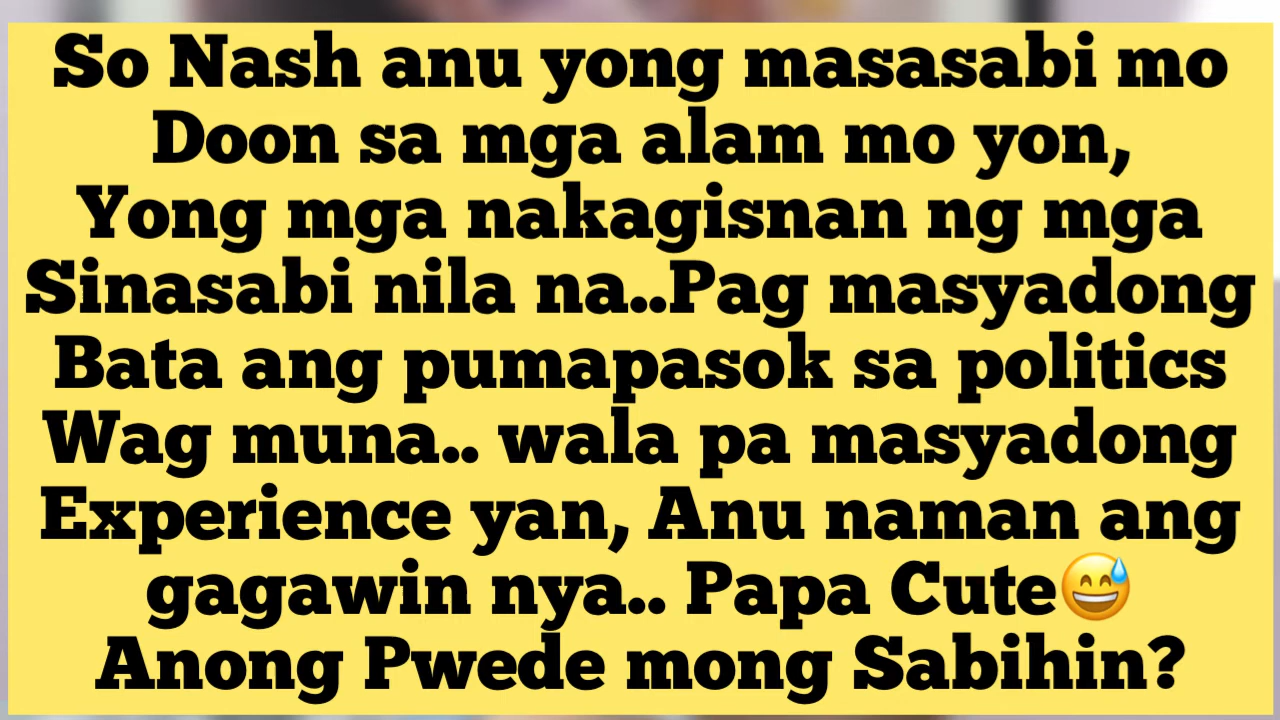 So Nash anu yong masasabi mo
Doon sa mga alam mo yon,
Yong mga nakagisnan ng mga
Sinasabi nila na..Pag masyadong
Bata ang pumapasok sa politics
Wag muna.. wala pa masyadong
Experience yan, Anu naman ang
gagawin nya.. Papa Cute😅
Anong Pwede mong Sabihin?